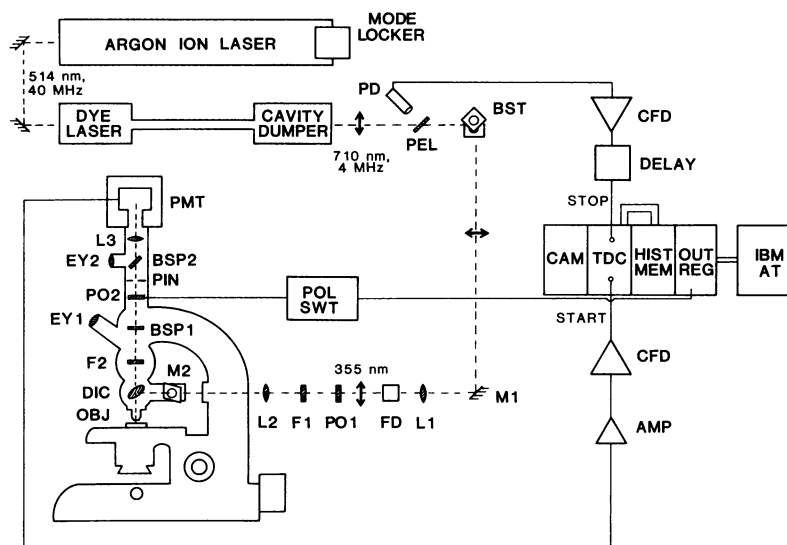 MODE
LOCKER
ARGON ION LASER
514 nm,
40 MHz
DYE
LASER
CAVITY
DUMPER
710 nm,
4 MHz
PD
PEL
BST
CFD
DELAY
STOP
PMT
L3
EY2
BSP2
PIN
PO2
EY1
BSP1
F2
M2
DIC
OBJ
POL
SWT
CAM
TDC
HIST
MEM
OUT
REG
IBM
AT
START
CFD
AMP
355 nm
L2
F1
PO1
FD
L1
M1